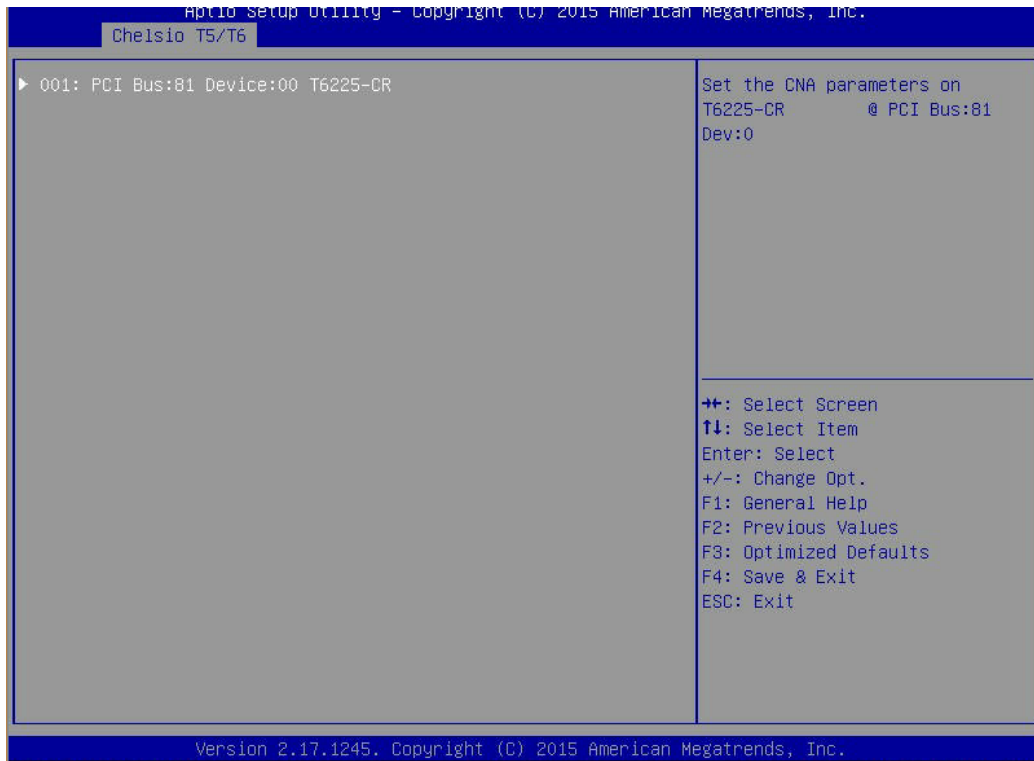 Aptio Setup Utility – Copyright (C) 2015 American Megatrends, Inc.
Chelsio T5/T6
001: PCI Bus:81 Device:00 T6225-CR
Set the CNA parameters on
T6225-CR @ PCI Bus:81
Dev:0
→←: Select Screen
↑↓: Select Item
Enter: Select
+/-: Change Opt.
F1: General Help
F2: Previous Values
F3: Optimized Defaults
F4: Save & Exit
ESC: Exit
Version 2.17.1245. Copyright (C) 2015 American Megatrends, Inc.